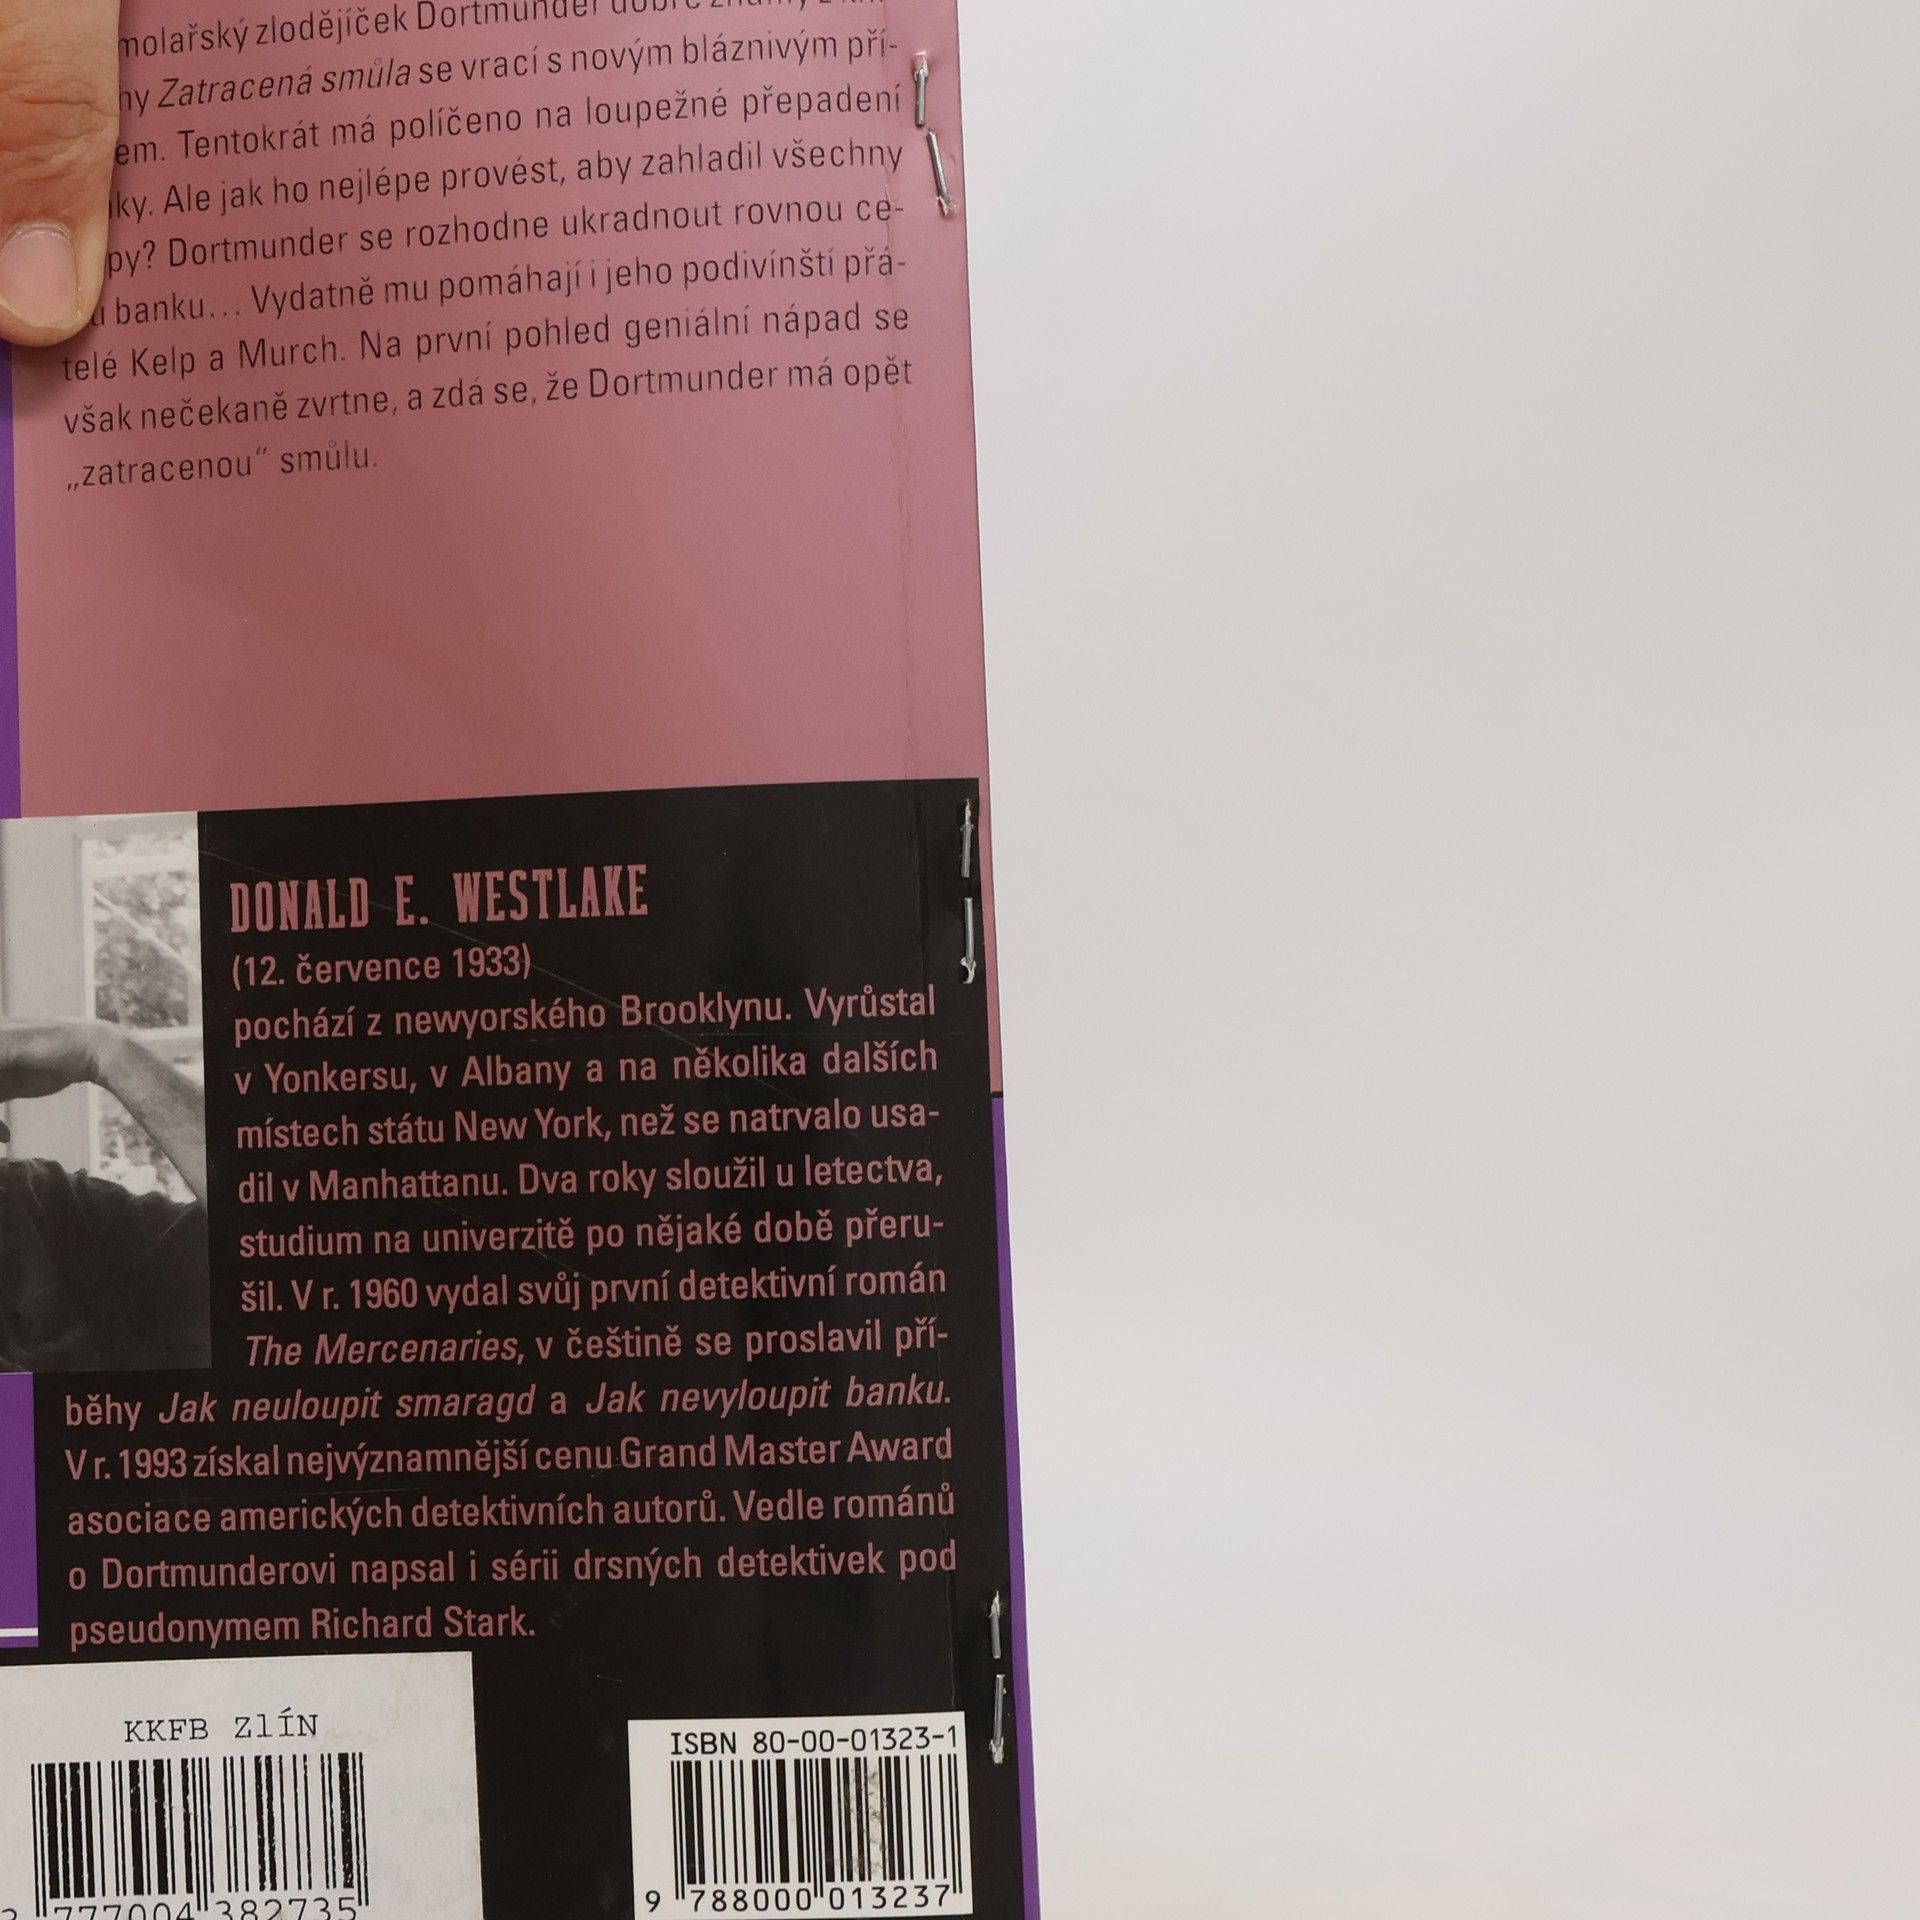 molařský zlodějíček Dortmunder
ny Zatracená smůla se vrací s novým bláznivým pří-
em. Tentokrát má políčeno na loupežné přepadení
ky. Ale jak ho nejlépe provést, aby zahladil všechny
py? Dortmunder se rozhodne ukradnout rovnou ce-
u banku... Vydatně mu pomáhají i jeho podivínští přá-
telé Kelp a Murch. Na první pohled geniální nápad se
však nečekaně zvrtne, a zdá se, že Dortmunder má opět
„zatracenou“ smůlu.
DONALD E. WESTLAKE
(12. července 1933)
pochází z newyorského Brooklynu. Vyrůstal
v Yonkersu, v Albany a na několika dalších
místech státu New York, než se natrvalo usa-
dil v Manhattanu. Dva roky sloužil u letectva,
studium na univerzitě po nějaké době přeru-
šil. V r. 1960 vydal svůj první detektivní román
The Mercenaries, v češtině se proslavil pří-
běhy Jak neuloupit smaragd a Jak nevyloupit banku.
V r. 1993 získal nejvýznamnější cenu Grand Master Award
asociace amerických detektivních autorů. Vedle románů
o Dortmunderovi napsal i sérii drsných detektivek pod
pseudonymem Richard Stark.
KKFB ZlÍN
777004 382735
ISBN 80-00-01323-1
9 788000 013237